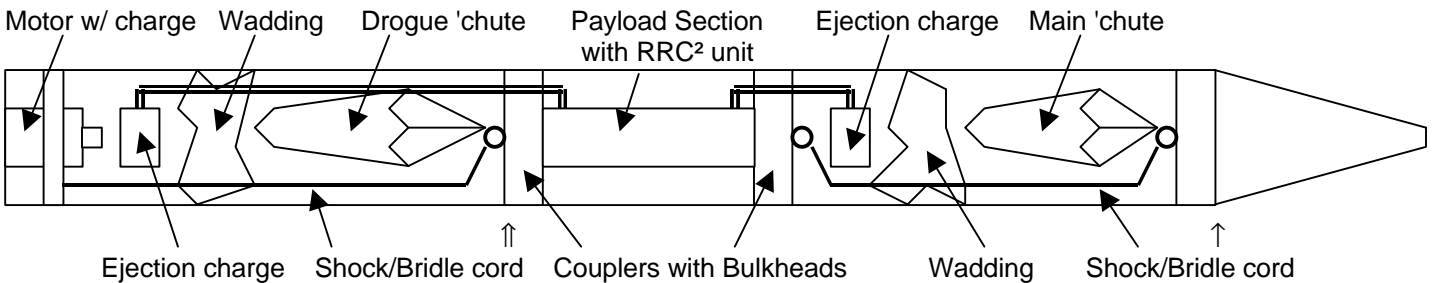 Motor w/ charge
Wadding
Drogue 'chute
Payload Section
with RRC² unit
Ejection charge
Main 'chute
⇑
↑
Ejection charge
Shock/Bridle cord
Couplers with Bulkheads
Wadding
Shock/Bridle cord